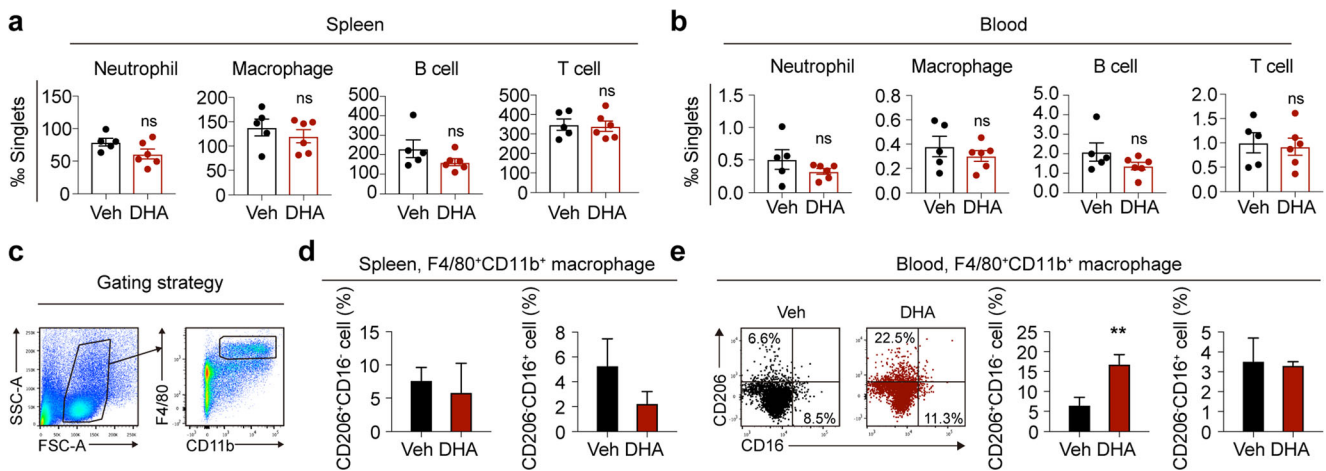 a
Spleen
Neutrophil
Macrophage
B cell
T cell
‰ Singlets
100
50
0
Veh DHA
ns
200
150
100
50
0
Veh DHA
ns
500
400
300
200
100
0
Veh DHA
ns
500
400
300
200
100
0
Veh DHA
ns
b
Blood
Neutrophil
Macrophage
B cell
T cell
‰ Singlets
1.5
1.0
0.5
0.0
Veh DHA
ns
0.8
0.6
0.4
0.2
0.0
Veh DHA
ns
5.0
4.0
3.0
2.0
1.0
0.0
Veh DHA
ns
2.0
1.5
1.0
0.5
0.0
Veh DHA
ns
c
Gating strategy
SSC-A
FSC-A
F4/80
CD11b
d
Spleen, F4/80⁺CD11b⁺ macrophage
CD206⁺CD16⁻ cell (%)
15
10
5
0
Veh DHA
CD206⁻CD16⁺ cell (%)
8
6
4
2
0
Veh DHA
e
Blood, F4/80⁺CD11b⁺ macrophage
Veh
DHA
6.6%
8.5%
22.5%
11.3%
CD206
CD16
CD206⁺CD16⁻ cell (%)
25
20
15
10
5
0
**
Veh DHA
CD206⁻CD16⁺ cell (%)
5
4
3
2
1
0
Veh DHA